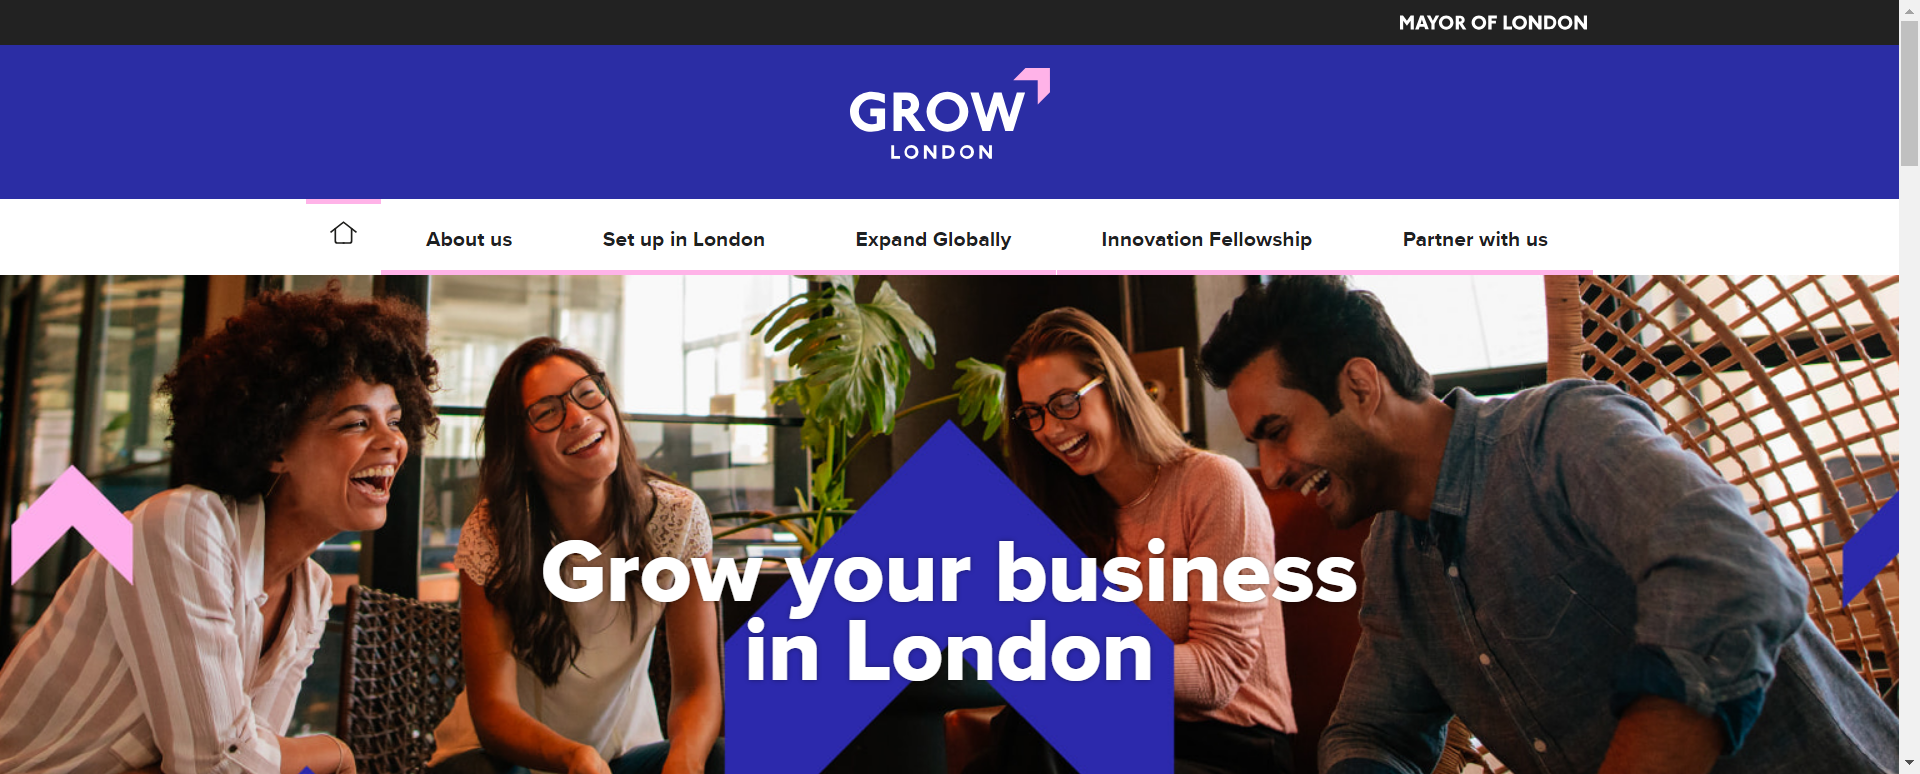 MAYOR OF LONDON
GROW
LONDON
About us
Set up in London
Expand Globally
Innovation Fellowship
Partner with us
Grow your business
in London